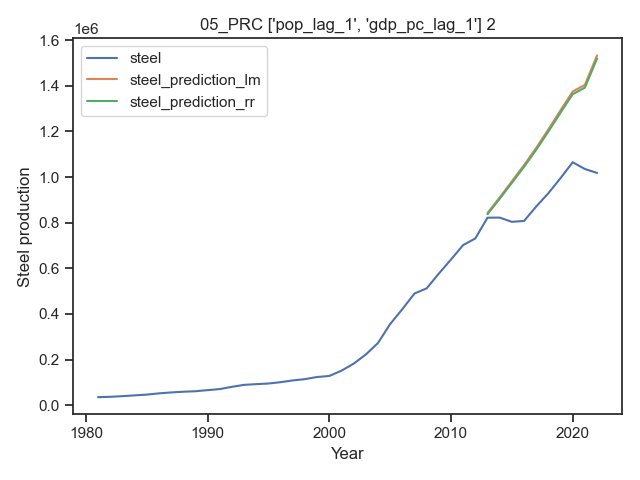 05_PRC ['pop_lag_1', 'gdp_pc_lag_1'] 2
1e6
1.6
1.4
1.2
1.0
0.8
0.6
0.4
0.2
0.0
Steel production
steel
steel_prediction_lm
steel_prediction_rr
1980
1990
2000
2010
2020
Year